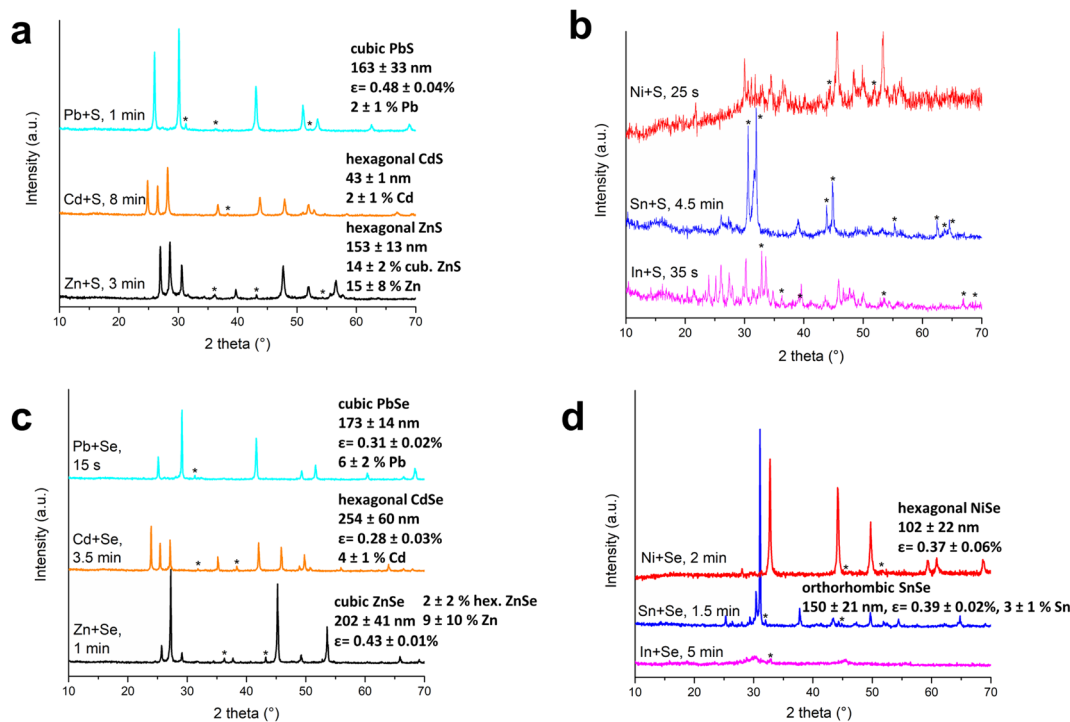 a
cubic PbS
163 ± 33 nm
ε= 0.48 ± 0.04%
2 ± 1 % Pb
Pb+S, 1 min
*
*
*
hexagonal CdS
43 ± 1 nm
2 ± 1 % Cd
Cd+S, 8 min
*
hexagonal ZnS
153 ± 13 nm
14 ± 2 % cub. ZnS
15 ± 8 % Zn
Zn+S, 3 min
*
*
*
Intensity (a.u.)
10 20 30 40 50 60 70
2 theta (°)
b
Ni+S, 25 s
*
*
Sn+S, 4.5 min
*
*
*
*
*
*
*
*
In+S, 35 s
*
*
*
*
*
*
Intensity (a.u.)
10 20 30 40 50 60 70
2 theta (°)
c
cubic PbSe
173 ± 14 nm
ε= 0.31 ± 0.02%
6 ± 2 % Pb
Pb+Se,
15 s
*
hexagonal CdSe
254 ± 60 nm
ε= 0.28 ± 0.03%
4 ± 1 % Cd
Cd+Se,
3.5 min
*
*
cubic ZnSe
202 ± 41 nm
ε= 0.43 ± 0.01%
2 ± 2 % hex. ZnSe
9 ± 10 % Zn
Zn+Se,
1 min
*
*
Intensity (a.u.)
10 20 30 40 50 60 70
2 theta (°)
d
hexagonal NiSe
102 ± 22 nm
ε= 0.37 ± 0.06%
Ni+Se, 2 min
*
*
orthorhombic SnSe
150 ± 21 nm, ε= 0.39 ± 0.02%, 3 ± 1 % Sn
Sn+Se, 1.5 min
*
*
In+Se, 5 min
*
Intensity (a.u.)
10 20 30 40 50 60 70
2 theta (°)